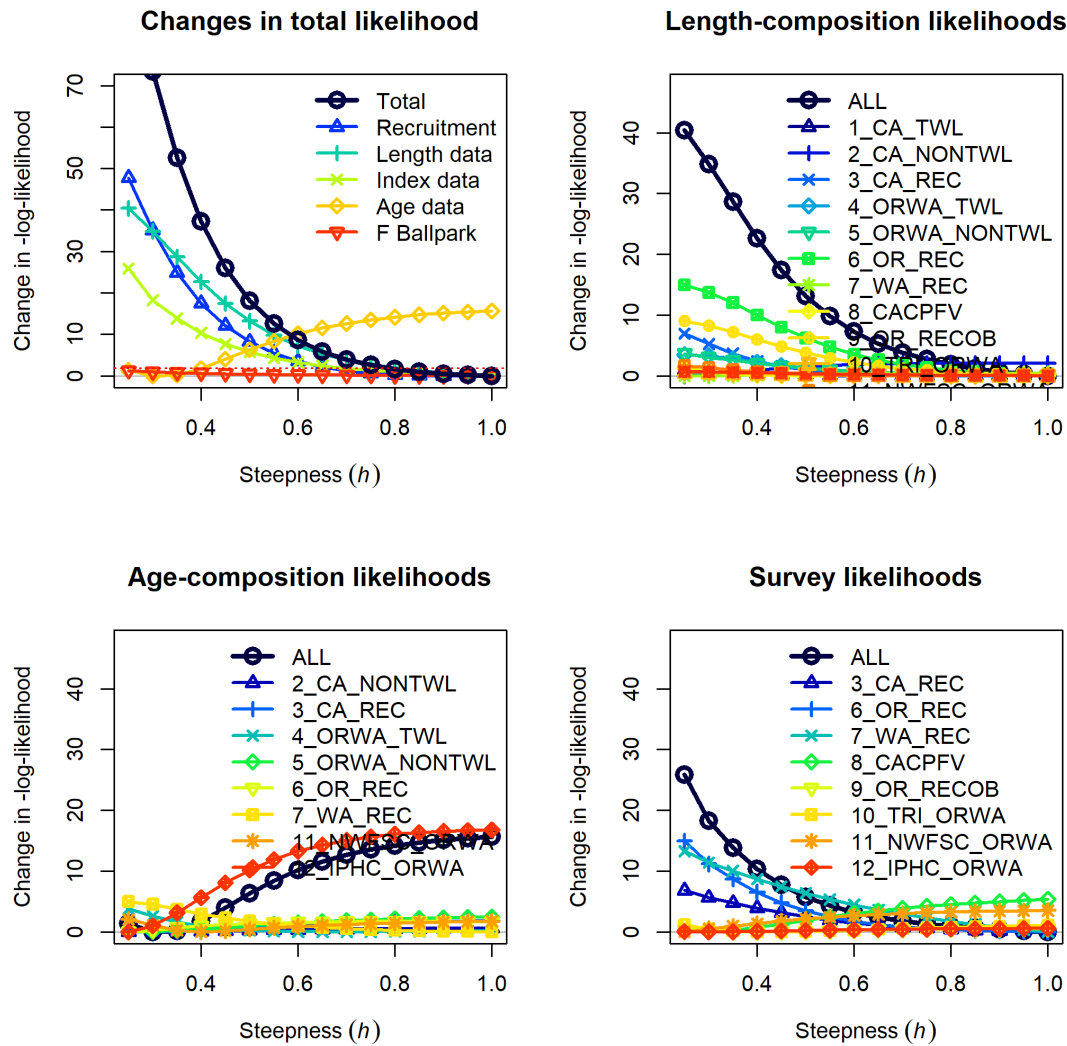 Changes in total likelihood
Change in -log-likelihood
70
50
30
10
0
0.4
0.6
0.8
1.0
Steepness (h)
Total
Recruitment
Length data
Index data
Age data
F Ballpark
Length-composition likelihoods
Change in -log-likelihood
40
30
20
10
0
0.4
0.6
0.8
1.0
Steepness (h)
ALL
1_CA_TWL
2_CA_NONTWL
3_CA_REC
4_ORWA_TWL
5_ORWA_NONTWL
6_OR_REC
7_WA_REC
8_CACPFV
9_OR_RECOB
10_TRI_ORWA
11_NWFSC_ORWA
Age-composition likelihoods
Change in -log-likelihood
40
30
20
10
0
0.4
0.6
0.8
1.0
Steepness (h)
ALL
2_CA_NONTWL
3_CA_REC
4_ORWA_TWL
5_ORWA_NONTWL
6_OR_REC
7_WA_REC
11_NWFSC_ORWA
12_IPHC_ORWA
Survey likelihoods
Change in -log-likelihood
40
30
20
10
0
0.4
0.6
0.8
1.0
Steepness (h)
ALL
3_CA_REC
6_OR_REC
7_WA_REC
8_CACPFV
9_OR_RECOB
10_TRI_ORWA
11_NWFSC_ORWA
12_IPHC_ORWA